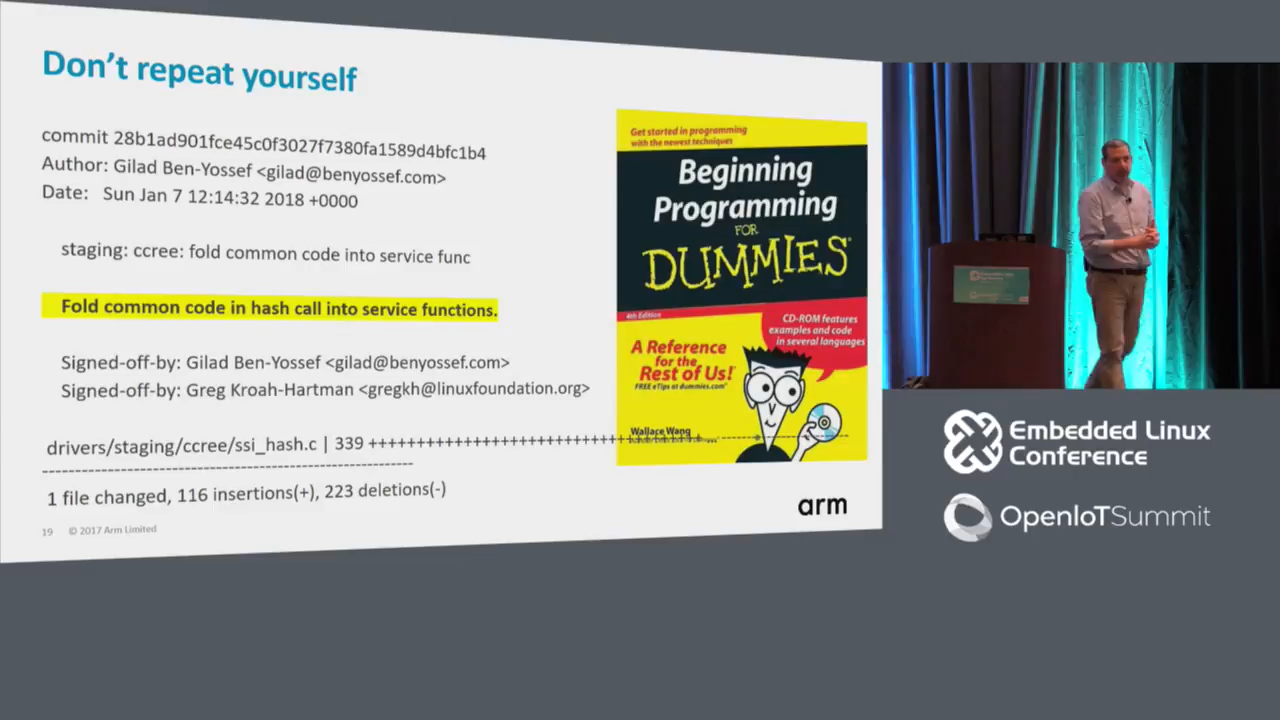 Don't repeat yourself
commit 28b1ad901fce45c0f3027f7380fa1589d4bfc1b4
Author: Gilad Ben-Yossef <gilad@benyossef.com>
Date: Sun Jan 7 12:14:32 2018 +0000
staging: ccree: fold common code into service func
Fold common code in hash call into service functions.
Signed-off-by: Gilad Ben-Yossef <gilad@benyossef.com>
Signed-off-by: Greg Kroah-Hartman <gregkh@linuxfoundation.org>
drivers/staging/ccree/ssi_hash.c | 339 ++++++++++++++++++++++++++++++++++++++++++-------------------
---------------------------------------------------------
1 file changed, 116 insertions(+), 223 deletions(-)
19 © 2017 Arm Limited
Get started in programming
with the newest techniques
Beginning
Programming
FOR
DUMMIES
4th Edition
CD-ROM features
examples and code
in several languages
A Reference
for the
Rest of Us!
FREE eTips at dummies.com
Wallace Wang
arm
Embedded Linux
Conference
OpenIoTSummit